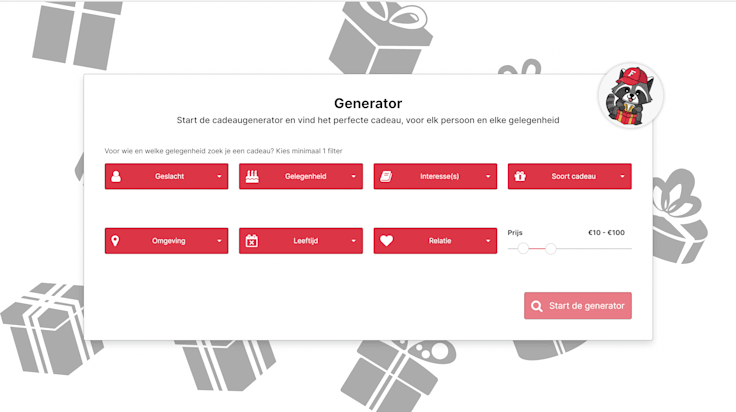 Generator
Start de cadeaugenerator en vind het perfecte cadeau, voor elk persoon en elke gelegenheid
F
Voor wie en welke gelegenheid zoek je een cadeau? Kies minimaal 1 filter
Geslacht
Gelegenheid
Interesse(s)
Soort cadeau
Omgeving
Leeftijd
Relatie
Prijs €10 - €100
Start de generator